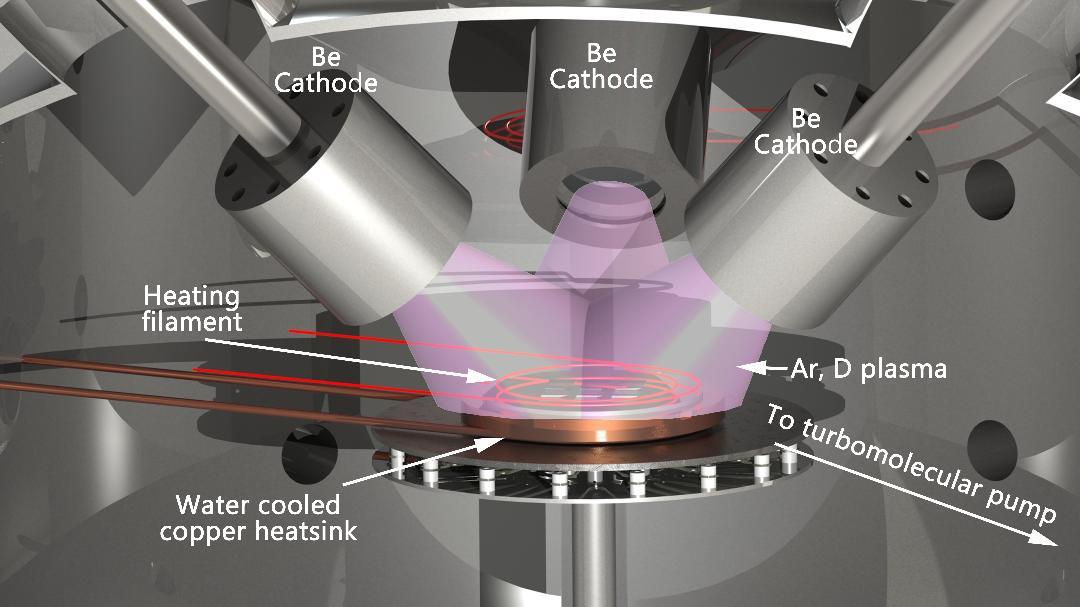 Be
Cathode
Be
Cathode
Be
Cathode
Heating
filament
Ar, D plasma
To turbomolecular pump
Water cooled
copper heatsink